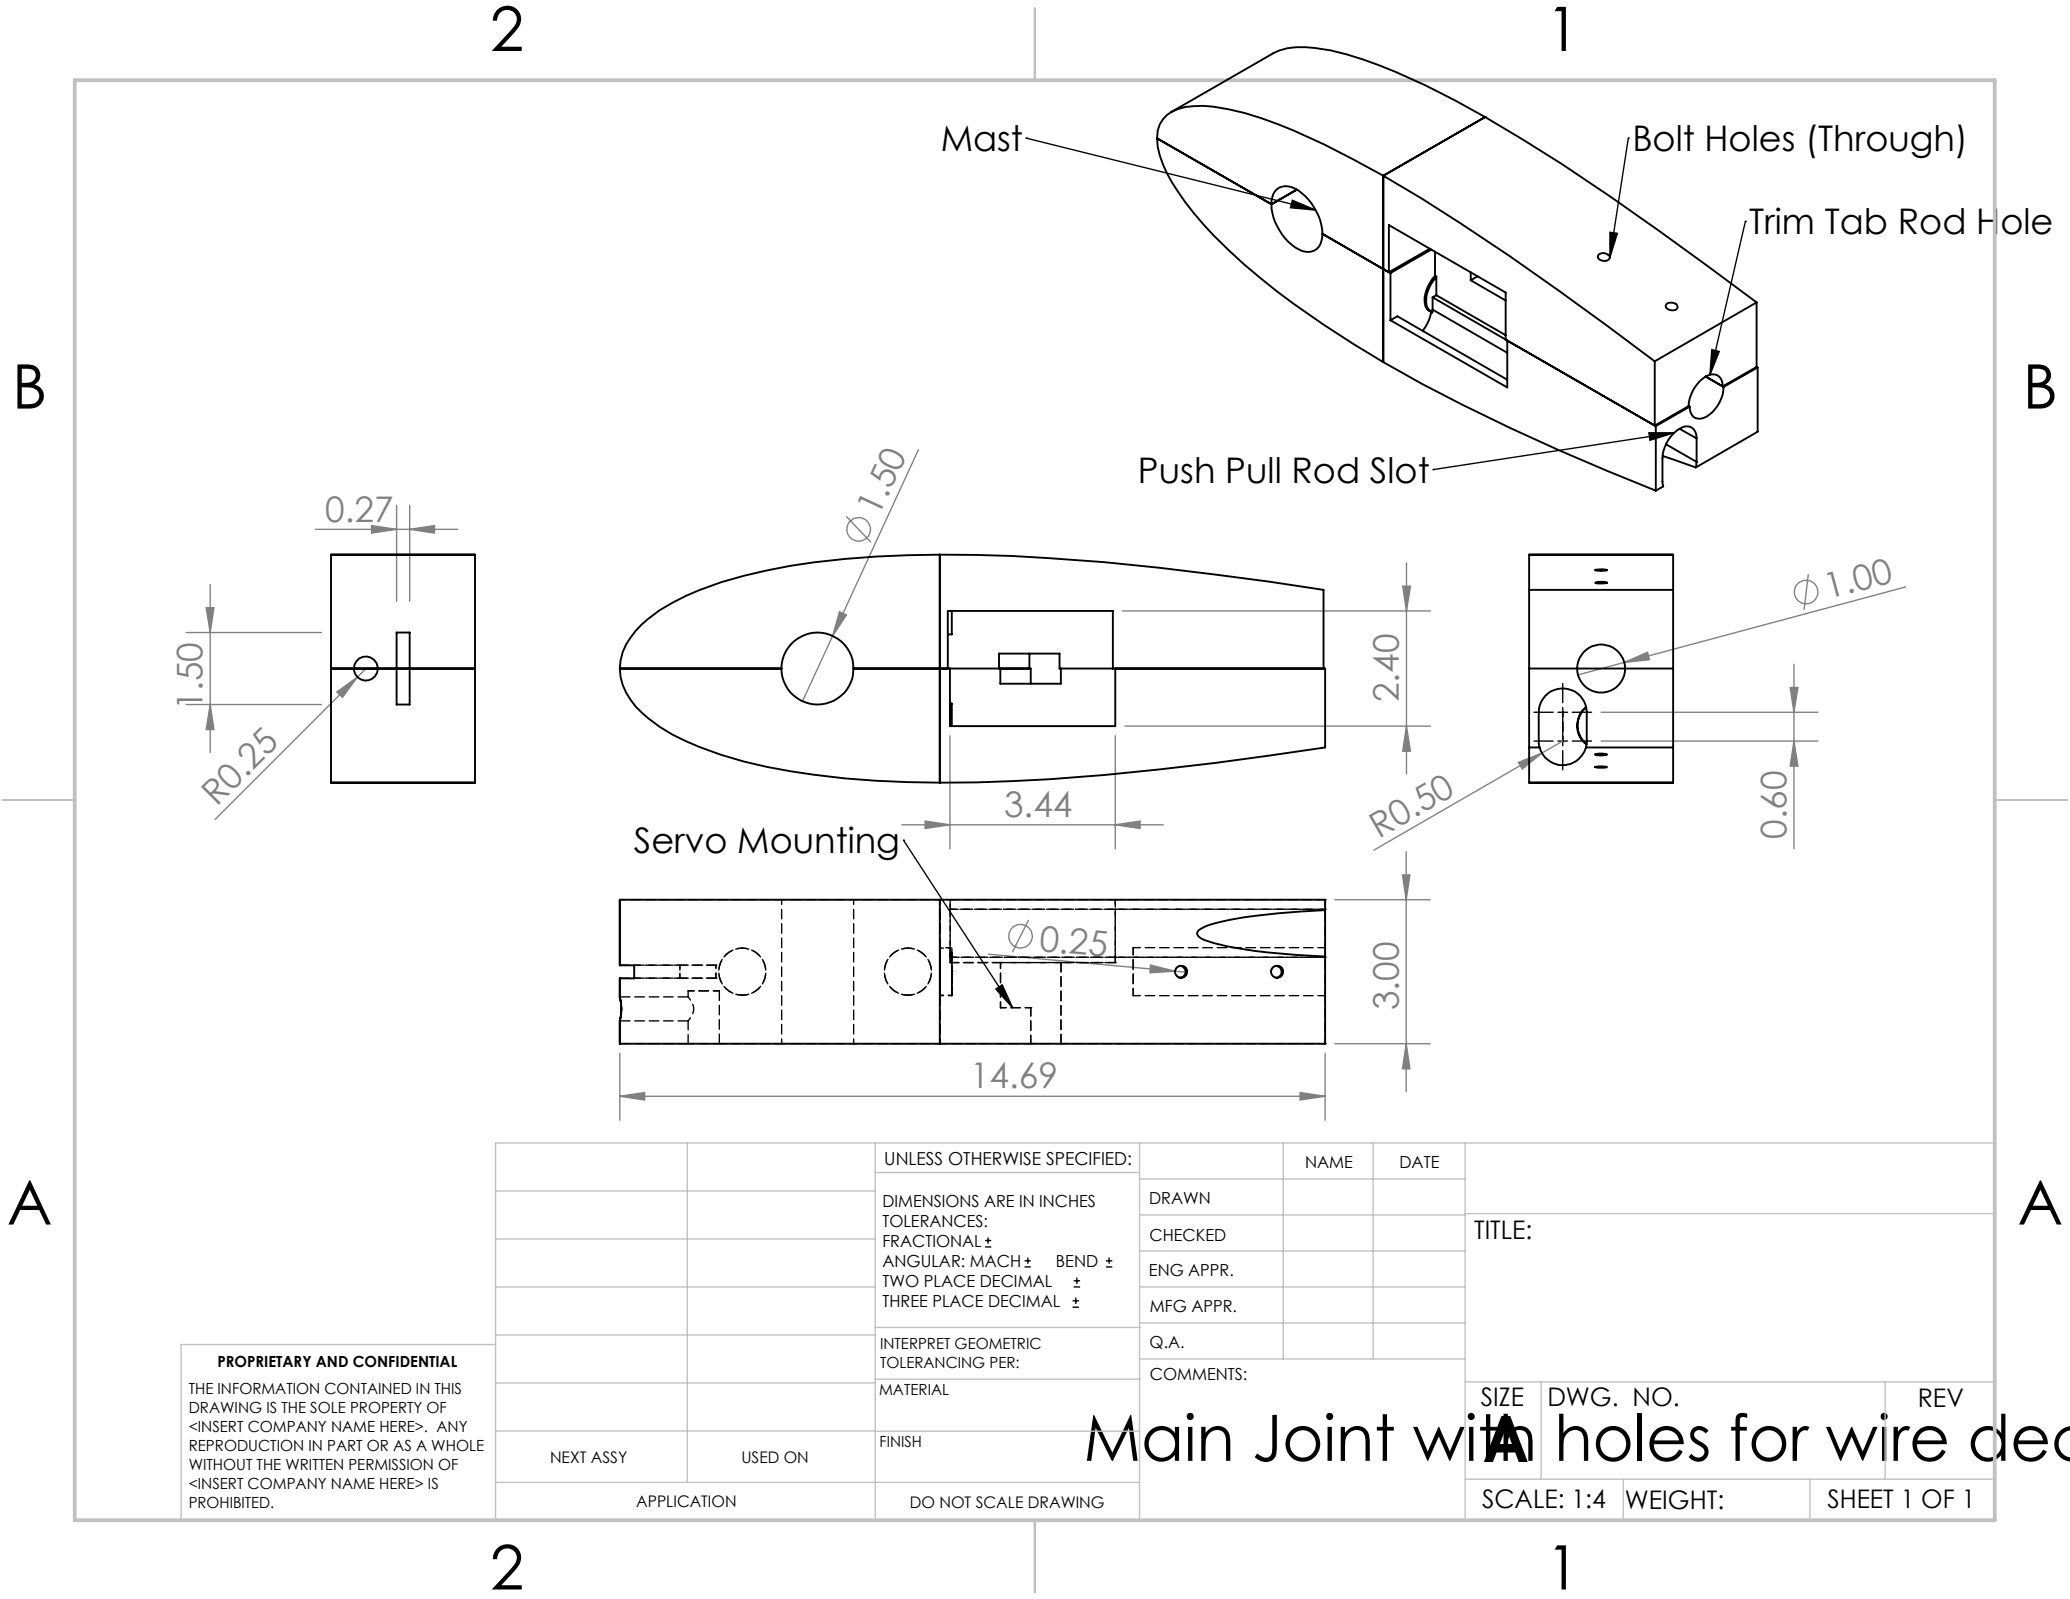 2
1
Mast
Bolt Holes (Through)
Trim Tab Rod Hole
B
B
Push Pull Rod Slot
0.27
Ø 1.50
Ø 1.00
1.50
R0.25
2.40
3.44
R0.50
0.60
Servo Mounting
Ø 0.25
3.00
14.69
A
A
UNLESS OTHERWISE SPECIFIED:
DIMENSIONS ARE IN INCHES
TOLERANCES:
FRACTIONAL ±
ANGULAR: MACH ± BEND ±
TWO PLACE DECIMAL ±
THREE PLACE DECIMAL ±
INTERPRET GEOMETRIC
TOLERANCING PER:
MATERIAL
FINISH
DO NOT SCALE DRAWING
NAME DATE
DRAWN
CHECKED
ENG APPR.
MFG APPR.
Q.A.
COMMENTS:
TITLE:
SIZE DWG. NO. REV
A
Main Joint with holes for wire dec
SCALE: 1:4 WEIGHT: SHEET 1 OF 1
PROPRIETARY AND CONFIDENTIAL
THE INFORMATION CONTAINED IN THIS
DRAWING IS THE SOLE PROPERTY OF
<INSERT COMPANY NAME HERE>. ANY
REPRODUCTION IN PART OR AS A WHOLE
WITHOUT THE WRITTEN PERMISSION OF
<INSERT COMPANY NAME HERE> IS
PROHIBITED.
NEXT ASSY USED ON
APPLICATION
2
1